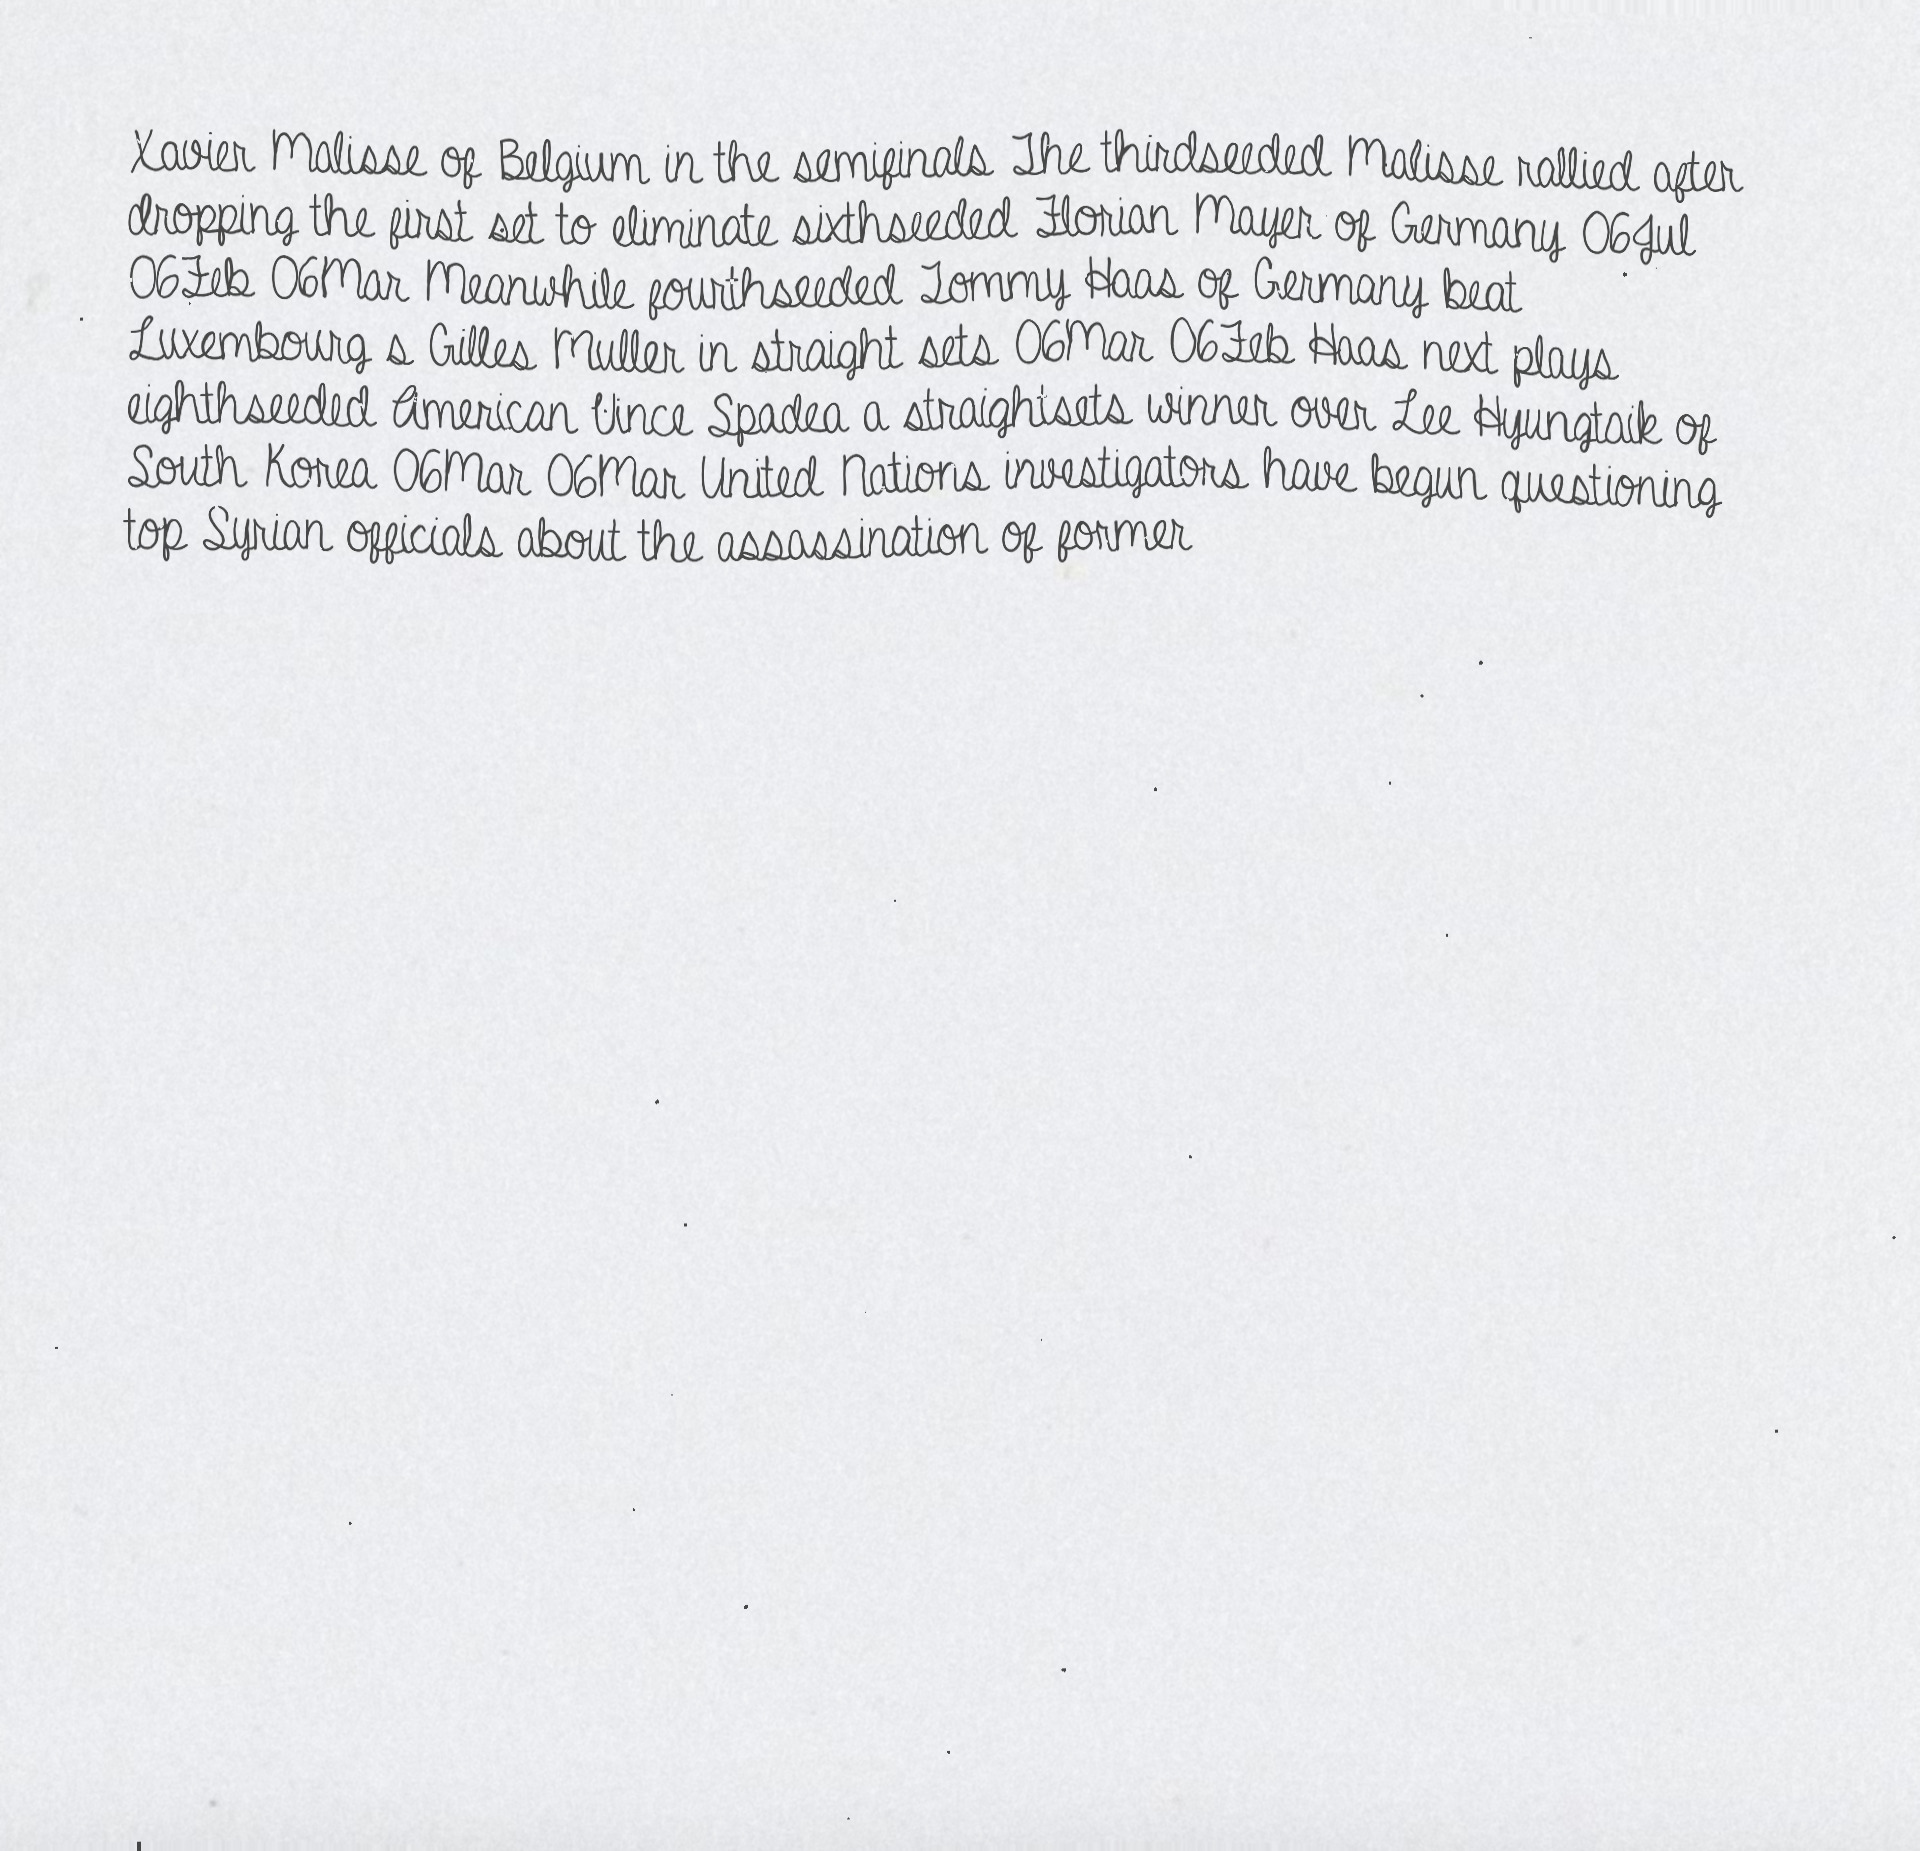 Xavier Malisse of Belgium in the semifinals The thirdseeded Malisse rallied after
dropping the first set to eliminate sixthseeded Florian Mayer of Germany 06Jul
06Feb 06Mar Meanwhile fourthseeded Tommy Haas of Germany beat
Luxembourg s Gilles Muller in straight sets 06Mar 06Feb Haas next plays
eighthseeded American Vince Spadea a straightsets winner over Lee Hyungtaik of
South Korea 06Mar 06Mar United Nations investigators have begun questioning
top Syrian officials about the assassination of former